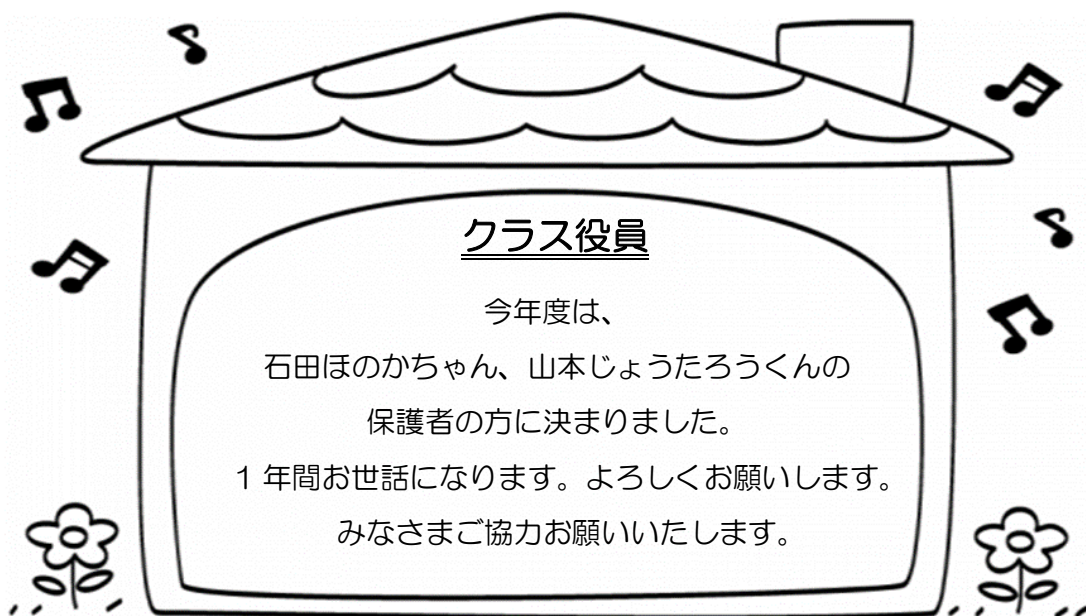 クラス役員
今年度は、
石田ほのかちゃん、山本じょうたろうくんの
保護者の方に決まりました。
1年間お世話になります。よろしくお願いします。
みなさまご協力お願いいたします。